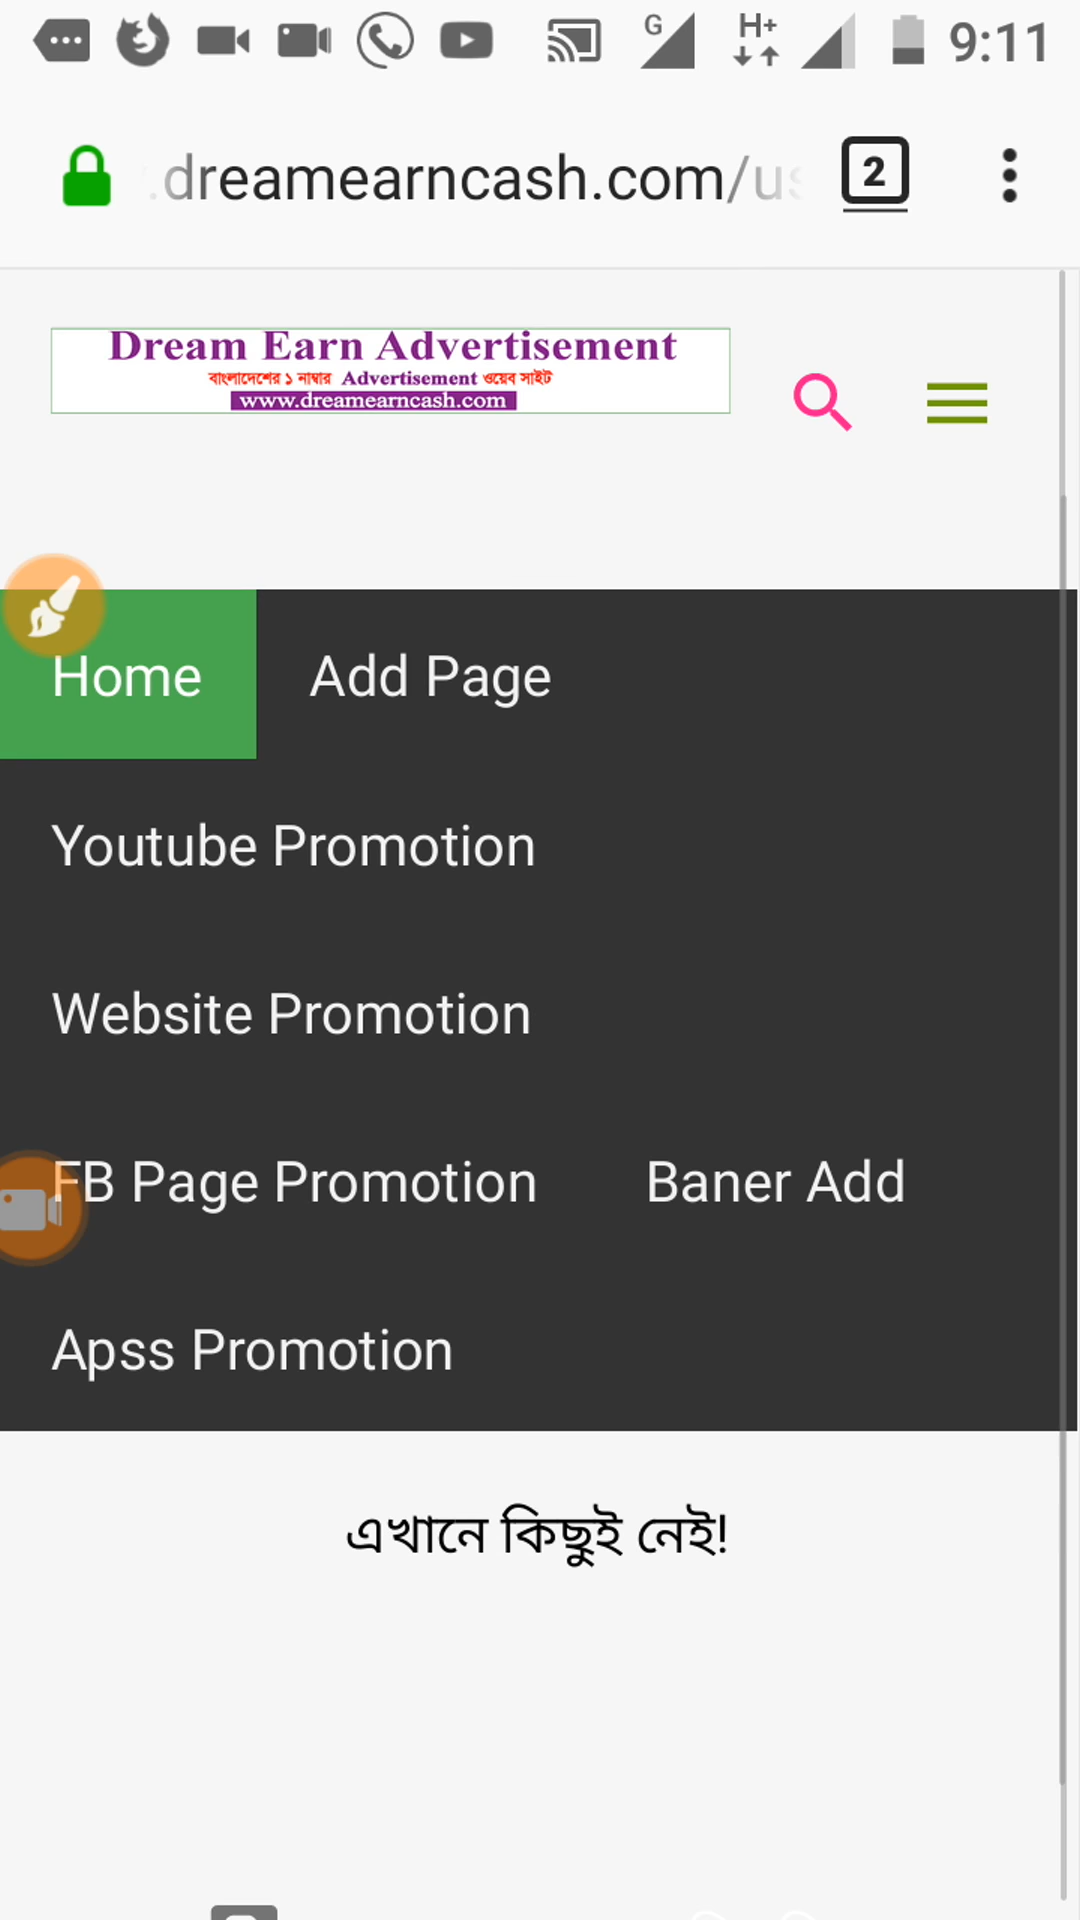 G H+ 9:11
.dreamearncash.com/us 2
Dream Earn Advertisement
বাংলাদেশের ১ নাম্বার Advertisement ওয়েব সাইট
www.dreamearncash.com
Home Add Page
Youtube Promotion
Website Promotion
FB Page Promotion Baner Add
Apss Promotion
এখানে কিছুই নেই!